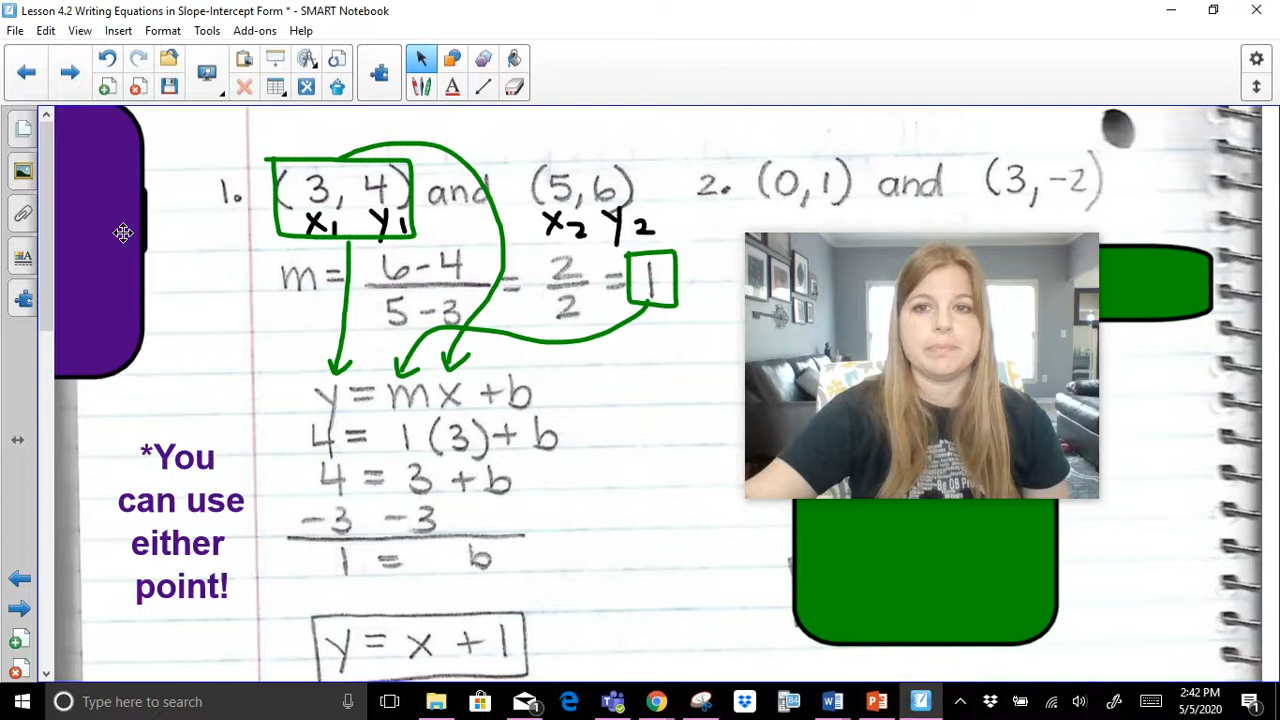 Lesson 4.2 Writing Equations in Slope-Intercept Form * - SMART Notebook
File Edit View Insert Format Tools Add-ons Help
1. (3, 4) and (5, 6)
x₁ y₁ x₂ y₂
m = 6-4 / 5-3 = 2/2 = 1
y = mx + b
4 = 1(3) + b
4 = 3 + b
-3 -3
1 = b
y = x + 1
2. (0, 1) and (3, -2)
*You
can use
either
point!
Type here to search
2:42 PM
5/5/2020